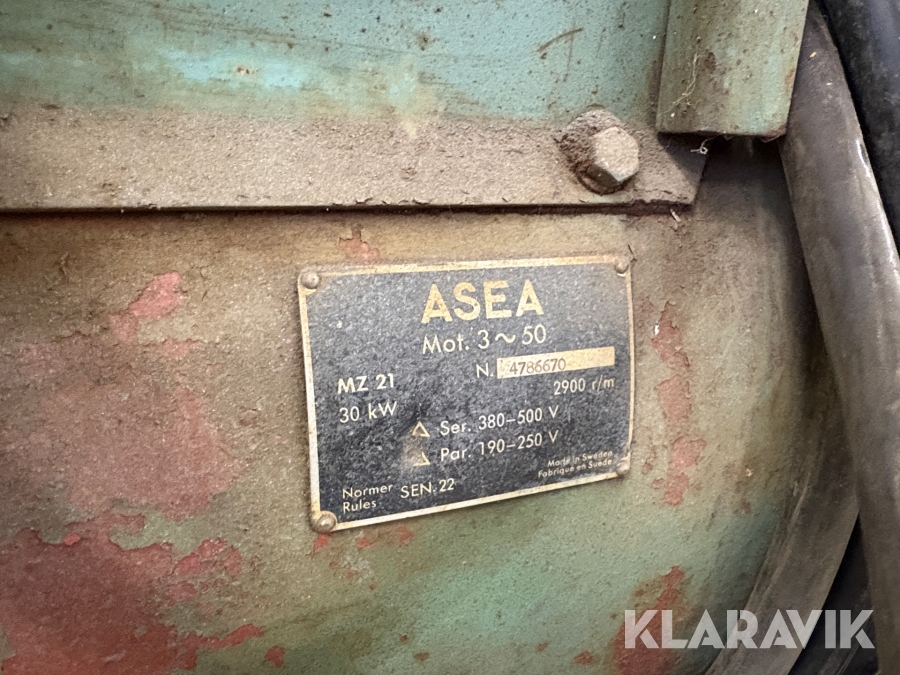 ASEA
Mot. 3~50
N. 4786670
MZ 21
2900 r/m
30 kW
△ Ser. 380-500 V
△ Par. 190-250 V
Made in Sweden
Fabrique en Suede
Normer
Rules
SEN. 22
KLARAVIK